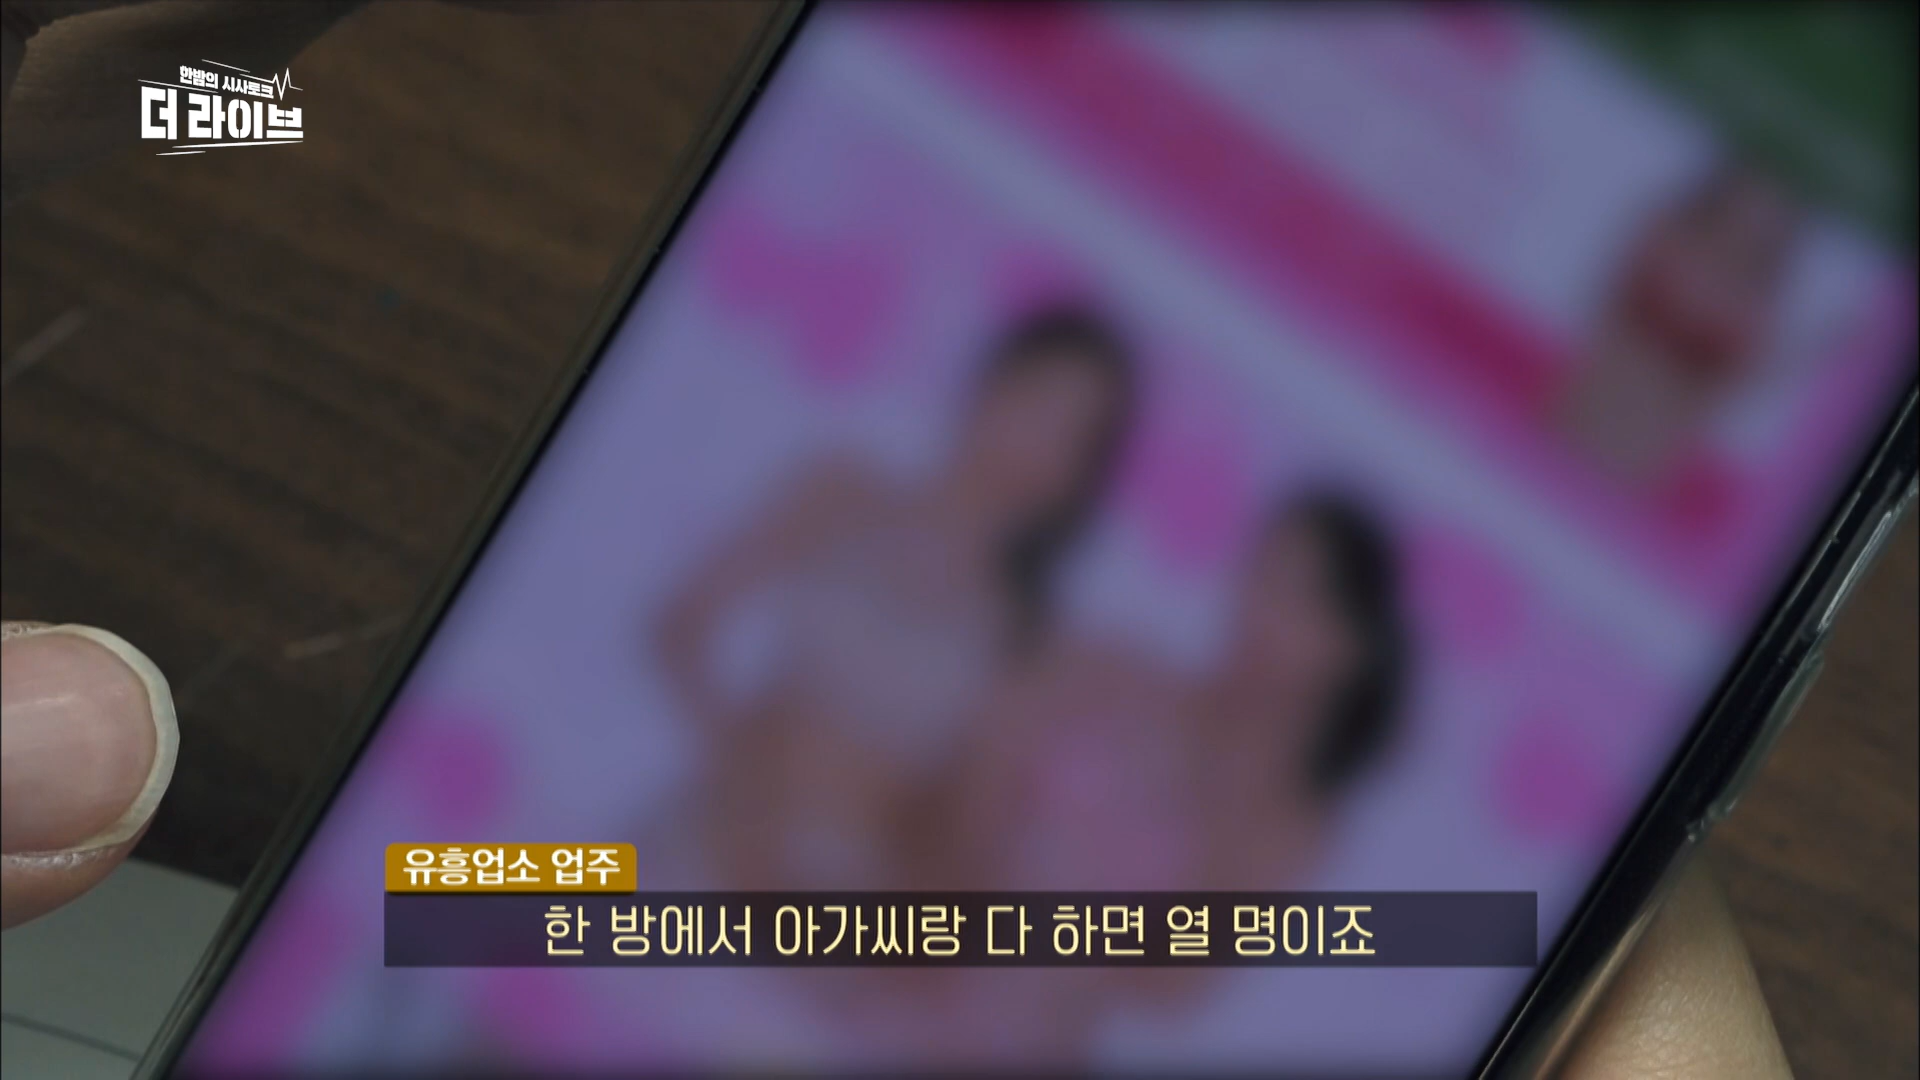 한밤의 시사토크
더 라이브
유흥업소 업주
한 방에서 아가씨랑 다 하면 열 명이죠